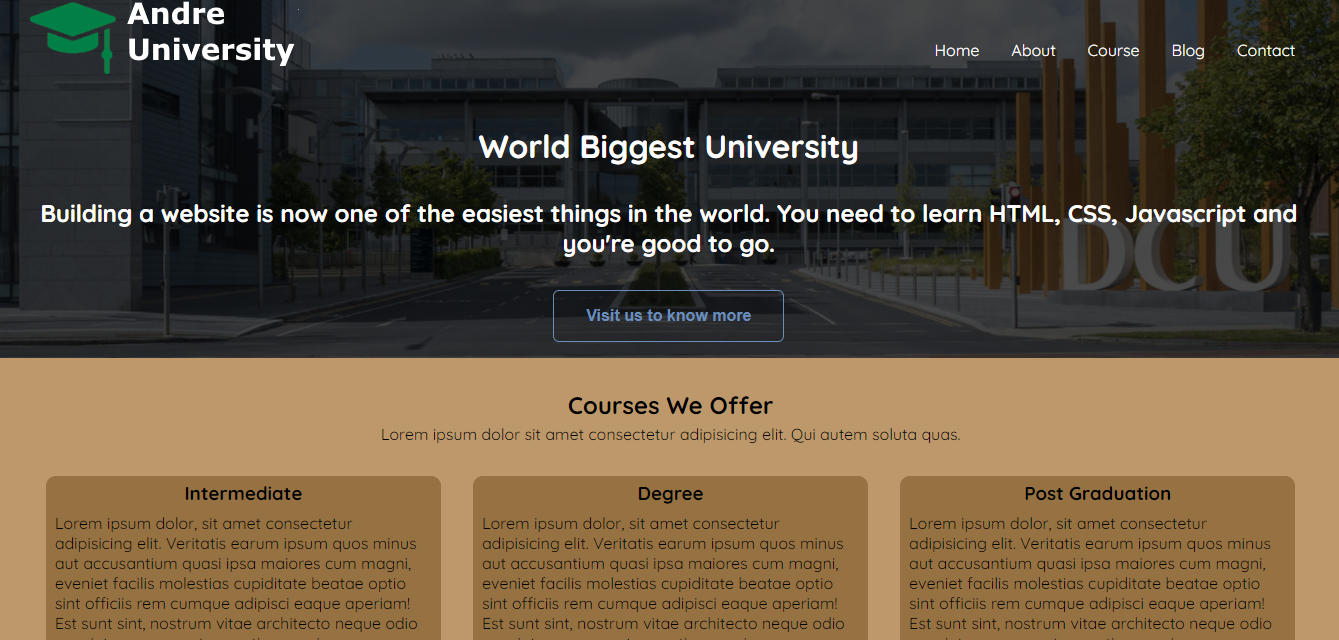 Andre
University
Home About Course Blog Contact
World Biggest University
Building a website is now one of the easiest things in the world. You need to learn HTML, CSS, Javascript and
you're good to go.
DCU
Visit us to know more
Courses We Offer
Lorem ipsum dolor sit amet consectetur adipisicing elit. Qui autem soluta quas.
Intermediate
Lorem ipsum dolor, sit amet consectetur
adipisicing elit. Veritatis earum ipsum quos minus
aut accusantium quasi ipsa maiores cum magni,
eveniet facilis molestias cupiditate beatae optio
sint officiis rem cumque adipisci eaque aperiam!
Est sunt sint, nostrum vitae architecto neque odio
Degree
Lorem ipsum dolor, sit amet consectetur
adipisicing elit. Veritatis earum ipsum quos minus
aut accusantium quasi ipsa maiores cum magni,
eveniet facilis molestias cupiditate beatae optio
sint officiis rem cumque adipisci eaque aperiam!
Est sunt sint, nostrum vitae architecto neque odio
Post Graduation
Lorem ipsum dolor, sit amet consectetur
adipisicing elit. Veritatis earum ipsum quos minus
aut accusantium quasi ipsa maiores cum magni,
eveniet facilis molestias cupiditate beatae optio
sint officiis rem cumque adipisci eaque aperiam!
Est sunt sint, nostrum vitae architecto neque odio